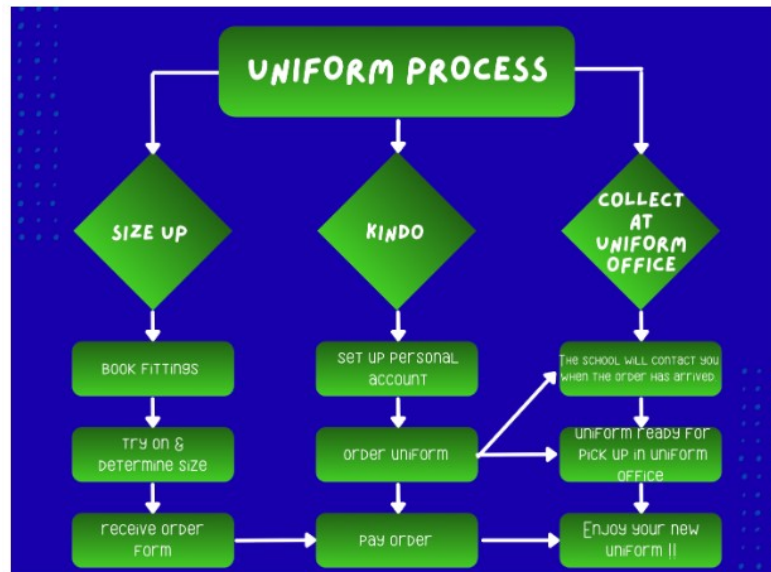 UNIFORM PROCESS
SIZE UP
KINDO
COLLECT
AT
UNIFORM
OFFICE
BOOK FITTINGS
SET UP PERSONAL
ACCOUNT
THE SCHOOL WILL CONTACT YOU
WHEN THE ORDER HAS ARRIVED.
Try on &
Determine size
order uniform
uniform ready for
pick up in uniform
office
receive order
form
pay order
Enjoy your new
uniform !!